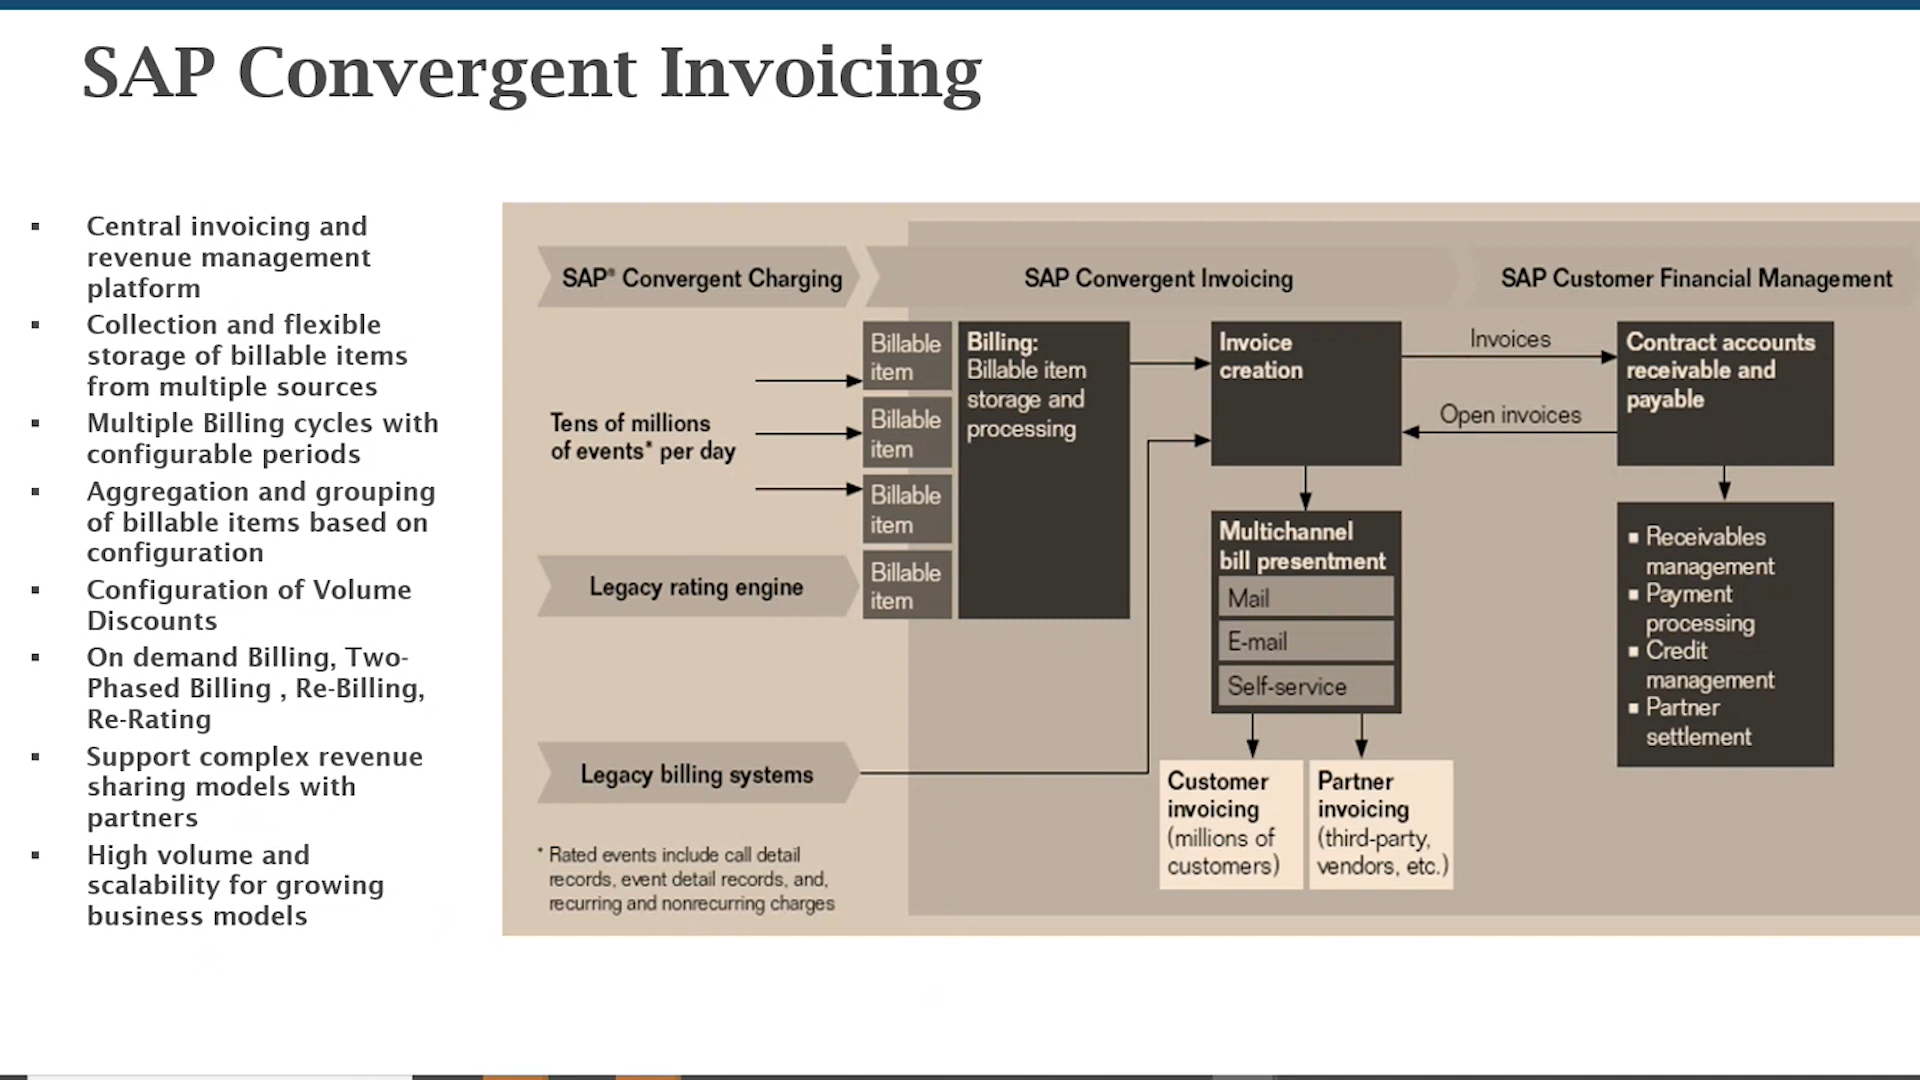 SAP Convergent Invoicing
▪ Central invoicing and
revenue management
platform
▪ Collection and flexible
storage of billable items
from multiple sources
▪ Multiple Billing cycles with
configurable periods
▪ Aggregation and grouping
of billable items based on
configuration
▪ Configuration of Volume
Discounts
▪ On demand Billing, Two-
Phased Billing , Re-Billing,
Re-Rating
▪ Support complex revenue
sharing models with
partners
▪ High volume and
scalability for growing
business models
SAP® Convergent Charging
SAP Convergent Invoicing
SAP Customer Financial Management
Tens of millions
of events* per day
Legacy rating engine
Legacy billing systems
* Rated events include call detail
records, event detail records, and,
recurring and nonrecurring charges
Billable
item
Billable
item
Billable
item
Billable
item
Billing:
Billable item
storage and
processing
Invoice
creation
Invoices
Open invoices
Multichannel
bill presentment
Mail
E-mail
Self-service
Customer
invoicing
(millions of
customers)
Partner
invoicing
(third-party,
vendors, etc.)
Contract accounts
receivable and
payable
▪ Receivables
management
▪ Payment
processing
▪ Credit
management
▪ Partner
settlement